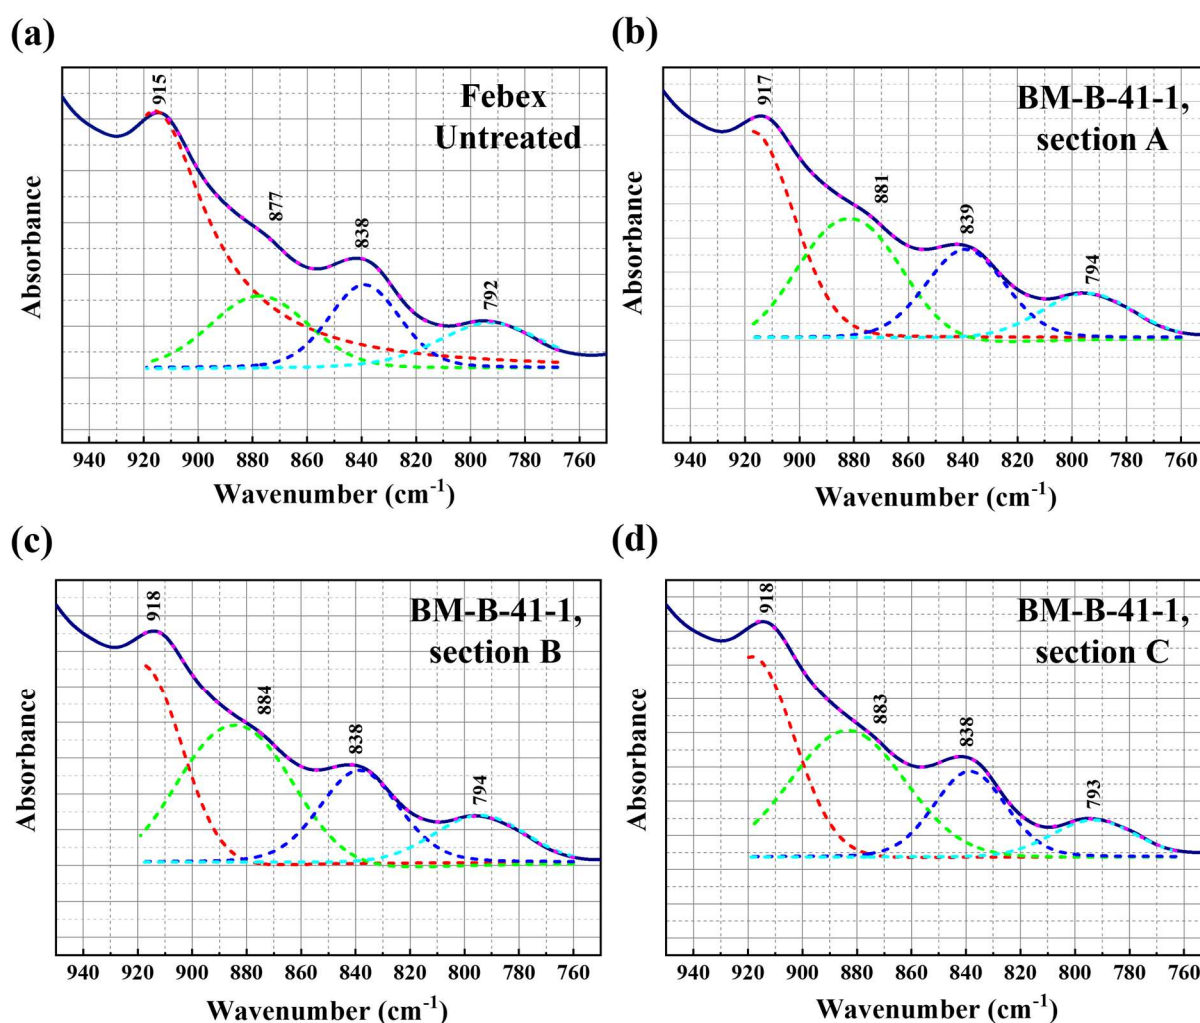 (a)
915
877
838
792
Febex
Untreated
Absorbance
940 920 900 880 860 840 820 800 780 760
Wavenumber (cm⁻¹)
(b)
917
881
839
794
BM-B-41-1,
section A
Absorbance
940 920 900 880 860 840 820 800 780 760
Wavenumber (cm⁻¹)
(c)
918
884
838
794
BM-B-41-1,
section B
Absorbance
940 920 900 880 860 840 820 800 780 760
Wavenumber (cm⁻¹)
(d)
918
883
838
793
BM-B-41-1,
section C
Absorbance
940 920 900 880 860 840 820 800 780 760
Wavenumber (cm⁻¹)